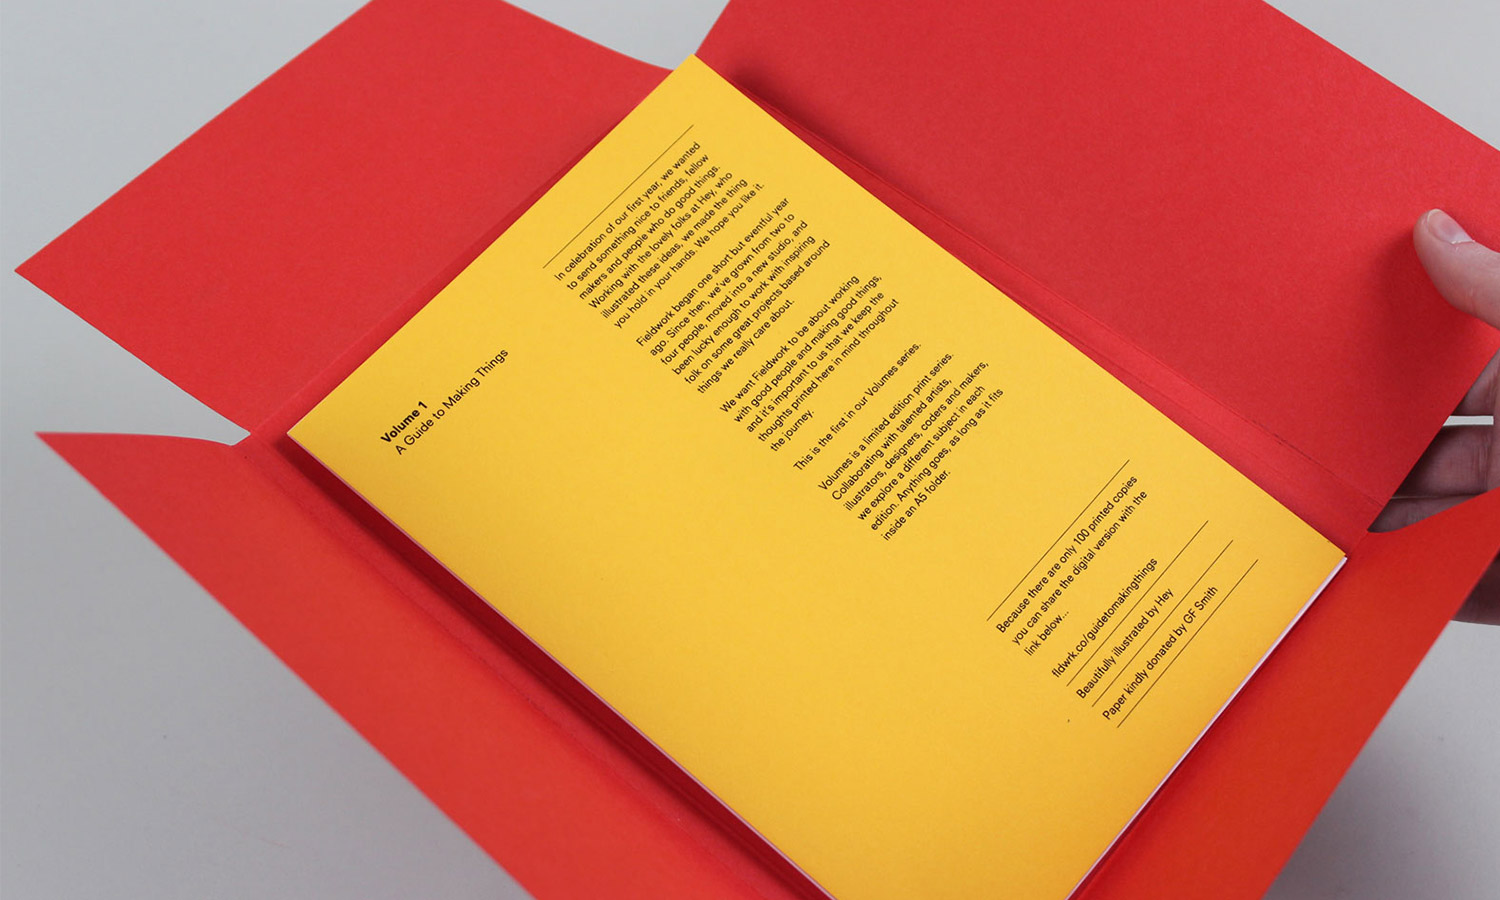 Volume 1
A Guide to Making Things
In celebration of our first year, we wanted
to send something nice to friends, fellow
makers and people who do good things.
Working with the lovely folks at Hey, who
illustrated these ideas, we made the thing
you hold in your hands. We hope you like it.
Fieldwork began one short but eventful year
ago. Since then, we've grown from two to
four people, moved into a new studio, and
been lucky enough to work with inspiring
folk on some great projects based around
things we really care about.
We want Fieldwork to be about working
with good people and making good things,
and it's important to us that we keep the
thoughts printed here in mind throughout
the journey.
This is the first in our Volumes series.
Volumes is a limited edition print series.
Collaborating with talented artists,
illustrators, designers, coders and makers,
we explore a different subject in each
edition. Anything goes, as long as it fits
inside an A5 folder.
Because there are only 100 printed copies
you can share the digital version with the
link below...
fldwrk.co/guidetomakingthings
Beautifully illustrated by Hey
Paper kindly donated by GF Smith